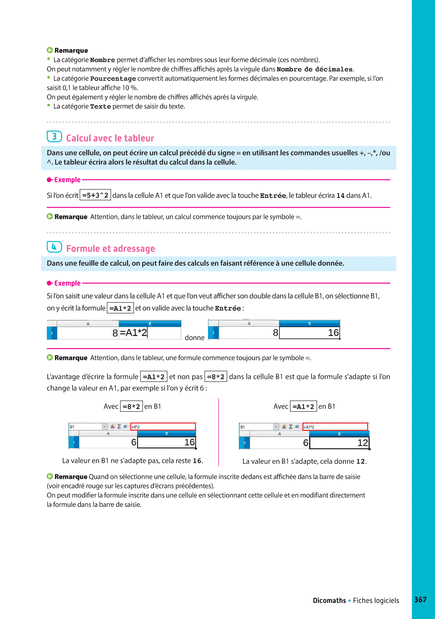 Remarque
• La catégorie Nombre permet d'afficher les nombres sous leur forme décimale (ces nombres).
On peut notamment y régler le nombre de chiffres affichés après la virgule dans Nombre de décimales.
• La catégorie Pourcentage convertit automatiquement les formes décimales en pourcentage. Par exemple, si l'on
saisit 0,1 le tableur affiche 10 %.
On peut également y régler le nombre de chiffres affichés après la virgule.
• La catégorie Texte permet de saisir du texte.
3 Calcul avec le tableur
Dans une cellule, on peut écrire un calcul précédé du signe = en utilisant les commandes usuelles +, –,*, /ou
^. Le tableur écrira alors le résultat du calcul dans la cellule.
Exemple
Si l'on écrit =5+3^2 dans la cellule A1 et que l'on valide avec la touche Entrée, le tableur écrira 14 dans A1.
Remarque Attention, dans le tableur, un calcul commence toujours par le symbole =.
4 Formule et adressage
Dans une feuille de calcul, on peut faire des calculs en faisant référence à une cellule donnée.
Exemple
Si l'on saisit une valeur dans la cellule A1 et que l'on veut afficher son double dans la cellule B1, on sélectionne B1,
on y écrit la formule =A1*2 et on valide avec la touche Entrée :
A B
8 =A1*2
donne
A B
8 16
Remarque Attention, dans le tableur, une formule commence toujours par le symbole =.
L'avantage d'écrire la formule =A1*2 et non pas =8*2 dans la cellule B1 est que la formule s'adapte si l'on
change la valeur en A1, par exemple si l'on y écrit 6 :
Avec =8*2 en B1
B1 Σ = =8*2
A B
6 16
La valeur en B1 ne s'adapte pas, cela reste 16.
Avec =A1*2 en B1
B1 Σ = =A1*2
A B
6 12
La valeur en B1 s'adapte, cela donne 12.
Remarque Quand on sélectionne une cellule, la formule inscrite dedans est affichée dans la barre de saisie
(voir encadré rouge sur les captures d'écrans précédentes).
On peut modifier la formule inscrite dans une cellule en sélectionnant cette cellule et en modifiant directement
la formule dans la barre de saisie.
Dicomaths • Fiches logiciels 367